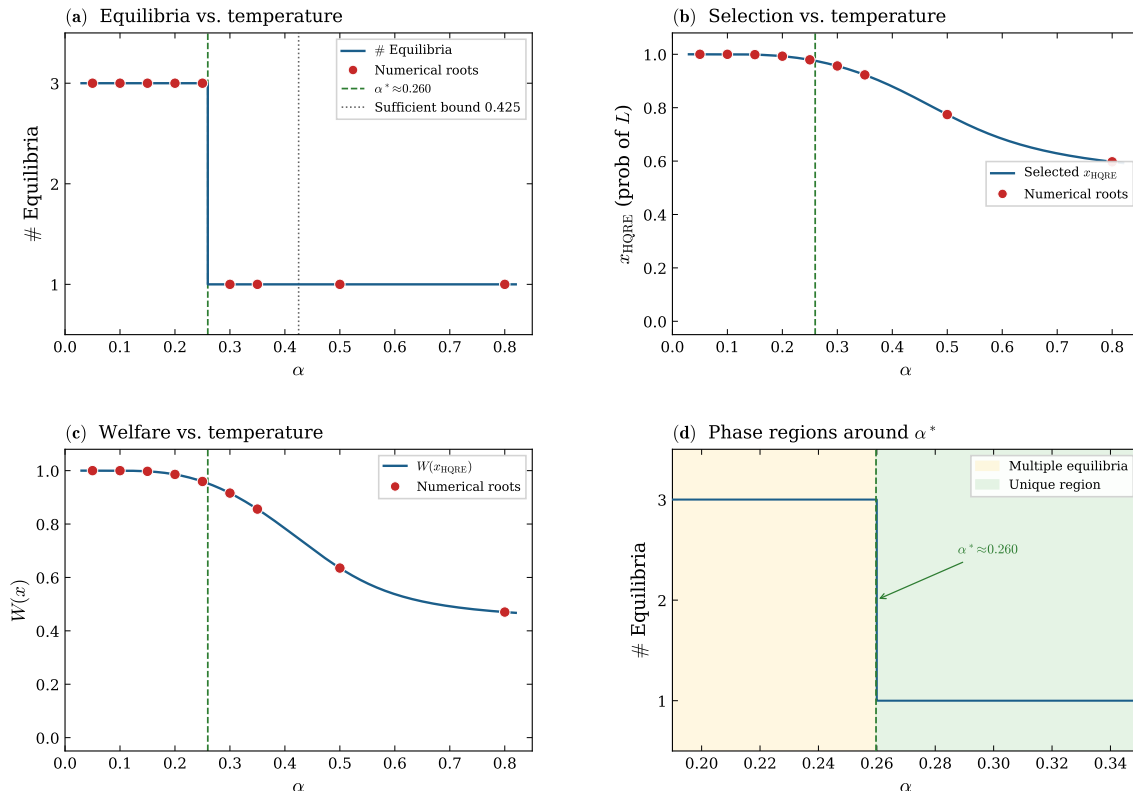 (a) Equilibria vs. temperature
# Equilibria
Numerical roots
α* ≈ 0.260
Sufficient bound 0.425
3
2
1
# Equilibria
0.0 0.1 0.2 0.3 0.4 0.5 0.6 0.7 0.8
α
(b) Selection vs. temperature
1.0
0.8
0.6
0.4
0.2
0.0
x_HQRE (prob of L)
Selected x_HQRE
Numerical roots
0.0 0.1 0.2 0.3 0.4 0.5 0.6 0.7 0.8
α
(c) Welfare vs. temperature
W(x_HQRE)
Numerical roots
1.0
0.8
0.6
0.4
0.2
0.0
W(x)
0.0 0.1 0.2 0.3 0.4 0.5 0.6 0.7 0.8
α
(d) Phase regions around α*
Multiple equilibria
Unique region
3
2
1
# Equilibria
α* ≈ 0.260
0.20 0.22 0.24 0.26 0.28 0.30 0.32 0.34
α